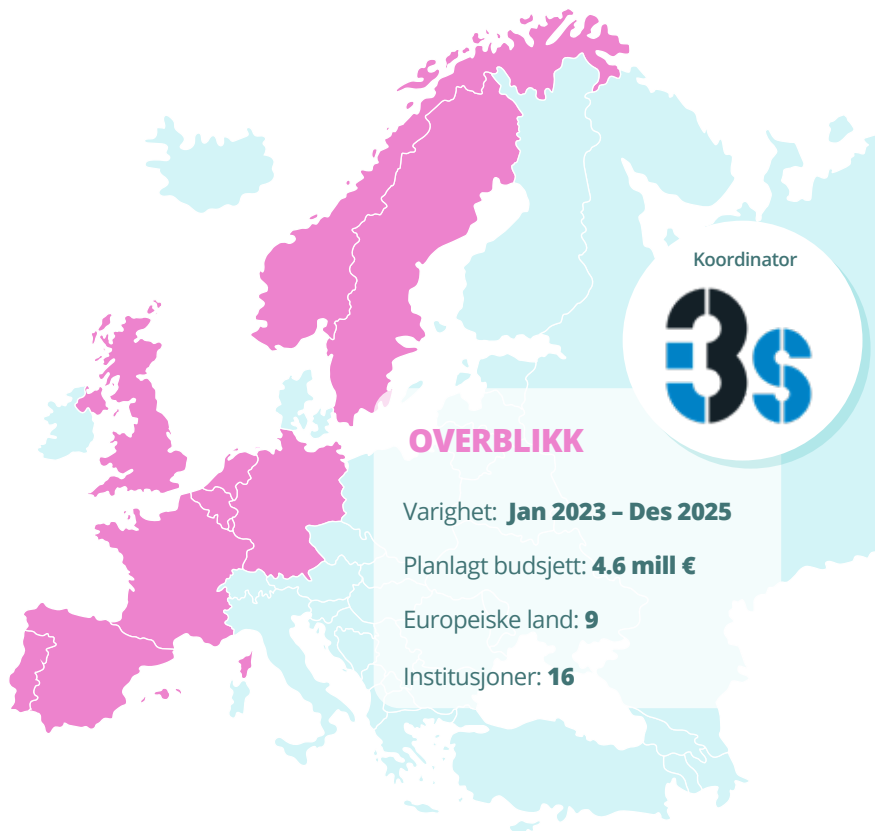 Koordinator
3s
OVERBLIKK
Varighet: Jan 2023 – Des 2025
Planlagt budsjett: 4.6 mill €
Europeiske land: 9
Institusjoner: 16